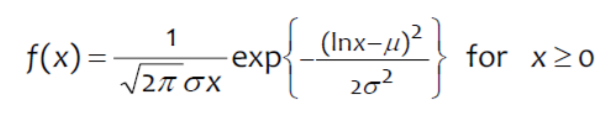 f(x) = 1/(√2π σx) exp{−(lnx−μ)²/2σ²} for x ≥ 0